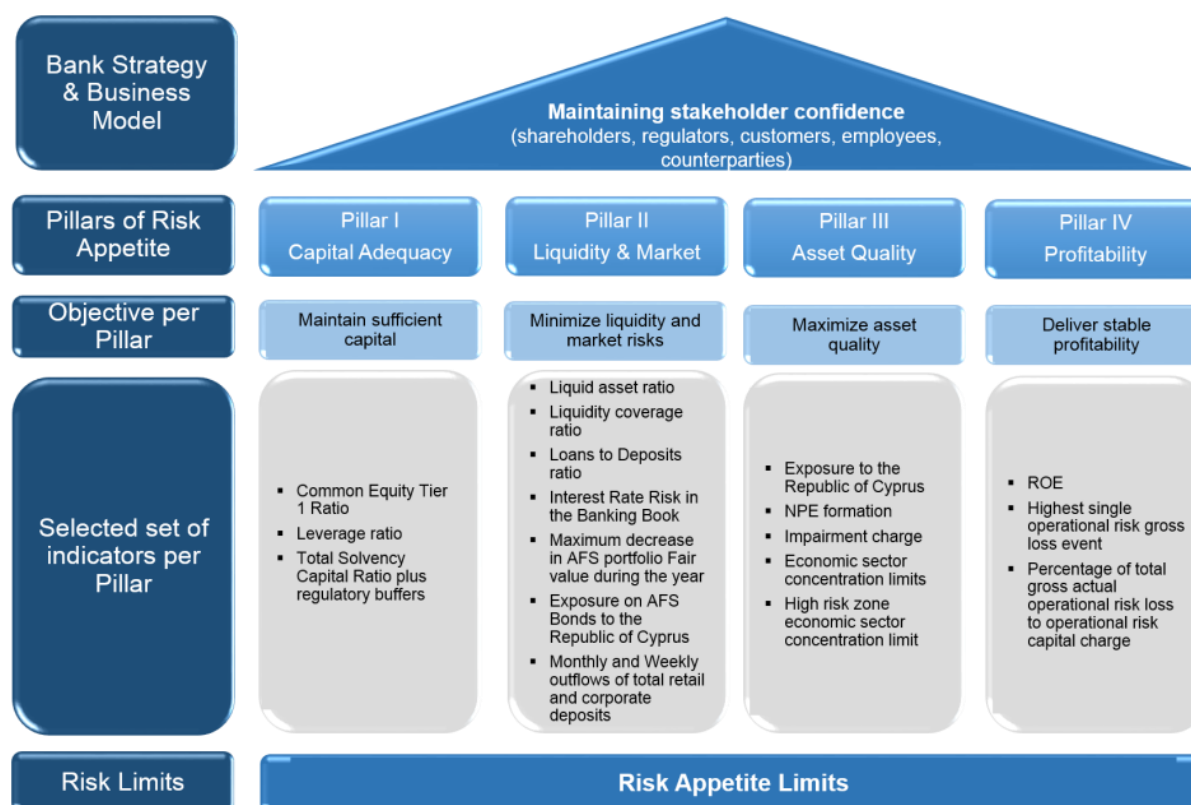 Bank Strategy
& Business
Model
Maintaining stakeholder confidence
(shareholders, regulators, customers, employees,
counterparties)
Pillars of Risk
Appetite
Pillar I
Capital Adequacy
Pillar II
Liquidity & Market
Pillar III
Asset Quality
Pillar IV
Profitability
Objective per
Pillar
Maintain sufficient
capital
Minimize liquidity and
market risks
Maximize asset
quality
Deliver stable
profitability
Selected set of
indicators per
Pillar
▪ Common Equity Tier
1 Ratio
▪ Leverage ratio
▪ Total Solvency
Capital Ratio plus
regulatory buffers
▪ Liquid asset ratio
▪ Liquidity coverage
ratio
▪ Loans to Deposits
ratio
▪ Interest Rate Risk in
the Banking Book
▪ Maximum decrease
in AFS portfolio Fair
value during the year
▪ Exposure on AFS
Bonds to the
Republic of Cyprus
▪ Monthly and Weekly
outflows of total retail
and corporate
deposits
▪ Exposure to the
Republic of Cyprus
▪ NPE formation
▪ Impairment charge
▪ Economic sector
concentration limits
▪ High risk zone
economic sector
concentration limit
▪ ROE
▪ Highest single
operational risk gross
loss event
▪ Percentage of total
gross actual
operational risk loss
to operational risk
capital charge
Risk Limits
Risk Appetite Limits